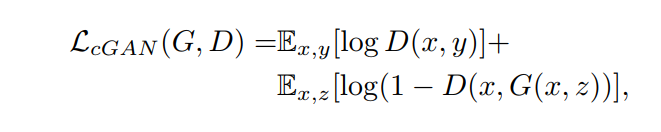 ℒ_{cGAN}(G, D) =𝔼_{x,y}[log D(x, y)]+
𝔼_{x,z}[log(1 − D(x, G(x, z))],